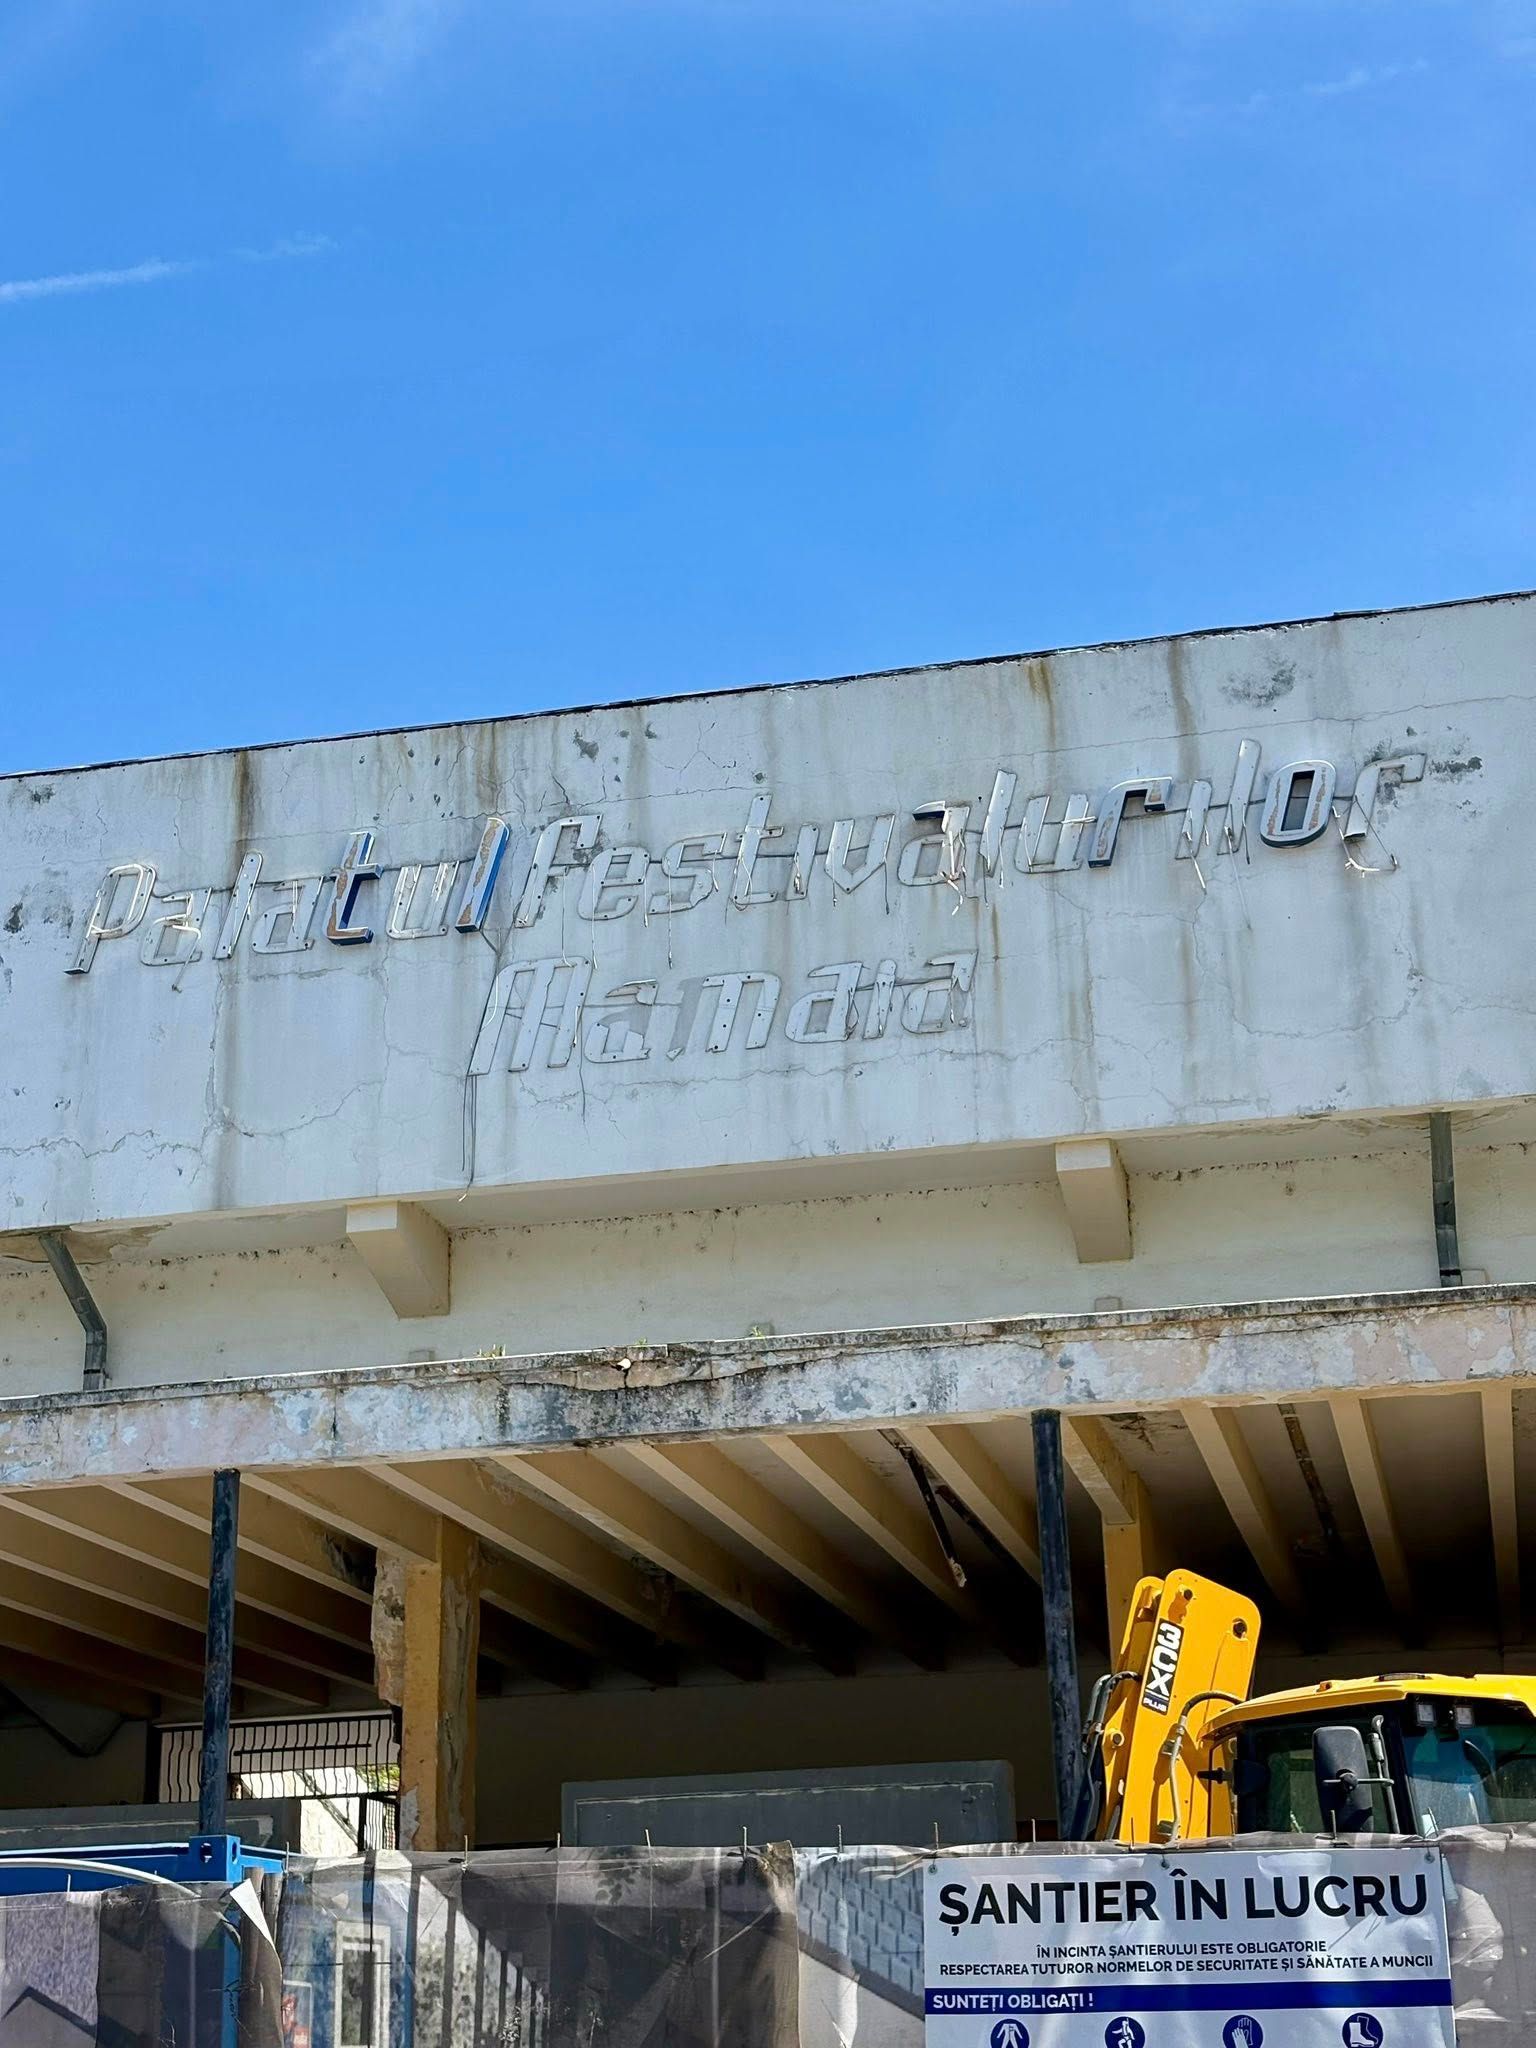 Palatul festivalurilor
Mamaia
3CX
PLUS
ȘANTIER ÎN LUCRU
ÎN INCINTA ȘANTIERULUI ESTE OBLIGATORIE
RESPECTAREA TUTUROR NORMELOR DE SECURITATE ȘI SĂNĂTATE A MUNCII
SUNTEȚI OBLIGAȚI !